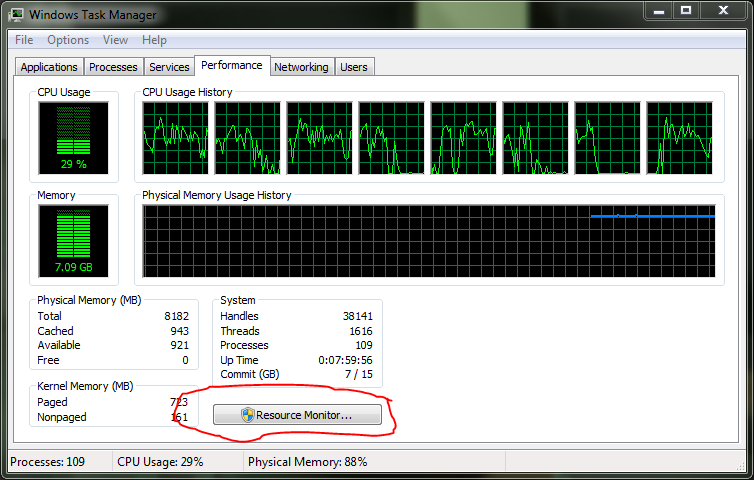 Windows Task Manager
File Options View Help
Applications Processes Services Performance Networking Users
CPU Usage
CPU Usage History
29 %
Memory
Physical Memory Usage History
7.09 GB
Physical Memory (MB)
Total 8182
Cached 943
Available 921
Free 0
System
Handles 38141
Threads 1616
Processes 109
Up Time 0:07:59:56
Commit (GB) 7 / 15
Kernel Memory (MB)
Paged 723
Nonpaged 161
Resource Monitor...
Processes: 109 CPU Usage: 29% Physical Memory: 88%